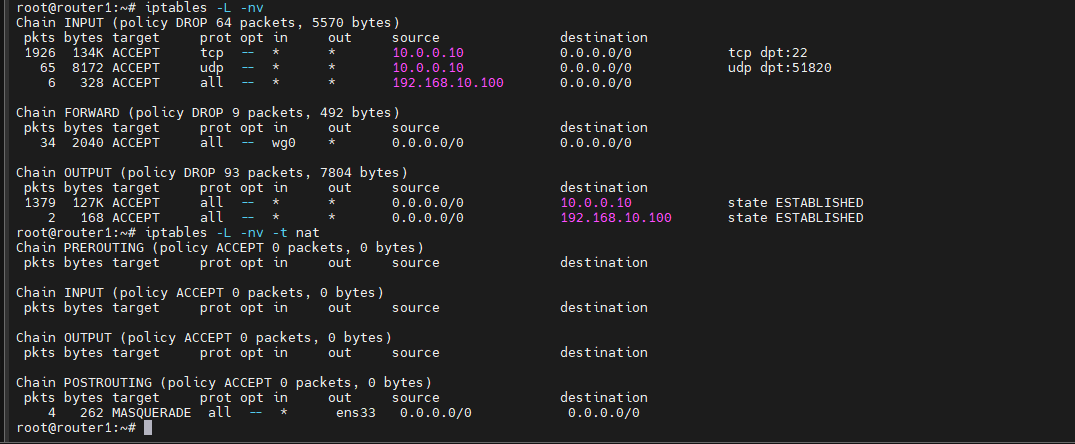 root@router1:~# iptables -L -nv
Chain INPUT (policy DROP 64 packets, 5570 bytes)
pkts bytes target prot opt in out source destination
1926 134K ACCEPT tcp -- * * 10.0.0.10 0.0.0.0/0 tcp dpt:22
65 8172 ACCEPT udp -- * * 10.0.0.10 0.0.0.0/0 udp dpt:51820
6 328 ACCEPT all -- * * 192.168.10.100 0.0.0.0/0
Chain FORWARD (policy DROP 9 packets, 492 bytes)
pkts bytes target prot opt in out source destination
34 2040 ACCEPT all -- wg0 * 0.0.0.0/0 0.0.0.0/0
Chain OUTPUT (policy DROP 93 packets, 7804 bytes)
pkts bytes target prot opt in out source destination
1379 127K ACCEPT all -- * * 0.0.0.0/0 10.0.0.10 state ESTABLISHED
2 168 ACCEPT all -- * * 0.0.0.0/0 192.168.10.100 state ESTABLISHED
root@router1:~# iptables -L -nv -t nat
Chain PREROUTING (policy ACCEPT 0 packets, 0 bytes)
pkts bytes target prot opt in out source destination
Chain INPUT (policy ACCEPT 0 packets, 0 bytes)
pkts bytes target prot opt in out source destination
Chain OUTPUT (policy ACCEPT 0 packets, 0 bytes)
pkts bytes target prot opt in out source destination
Chain POSTROUTING (policy ACCEPT 0 packets, 0 bytes)
pkts bytes target prot opt in out source destination
4 262 MASQUERADE all -- * ens33 0.0.0.0/0 0.0.0.0/0
root@router1:~#